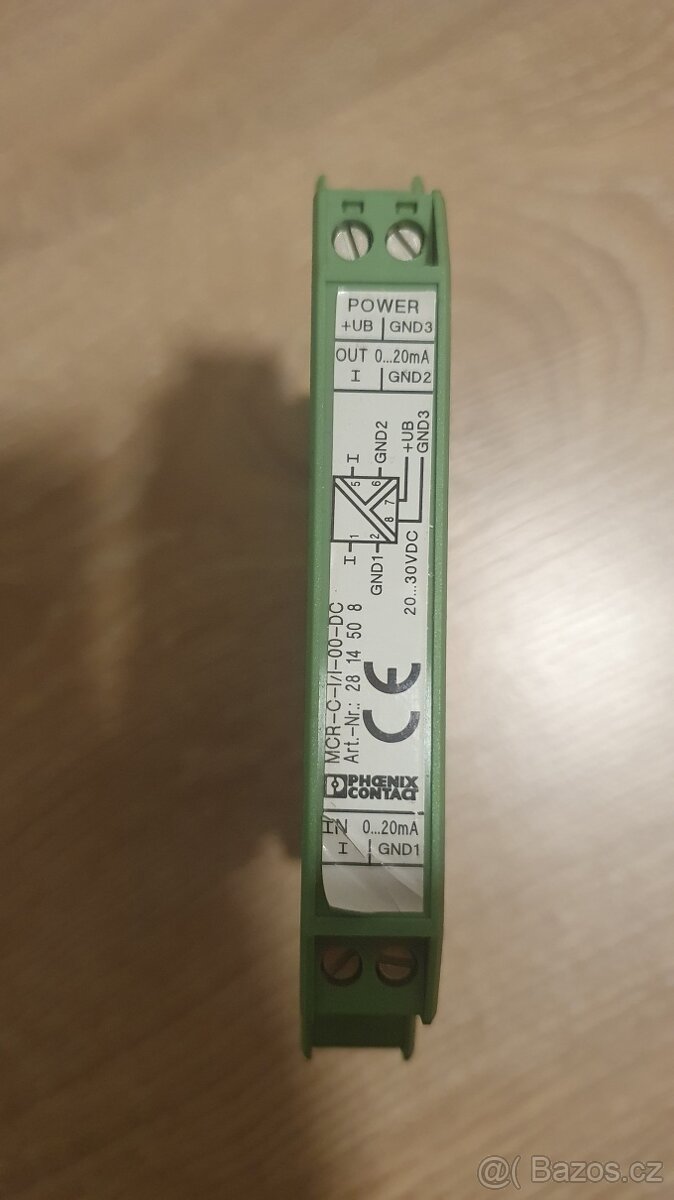 POWER
+UB GND3
OUT 0...20mA
I GND2
I
GND2
+UB
GND3
5 6
7
8
1 2
I
GND1
20...30VDC
MCR-C-I/I-00-DC
Art.-Nr.: 28 14 50 8
CE
PHŒNIX
CONTACT
IN 0...20mA
I GND1
@( Bazos.cz